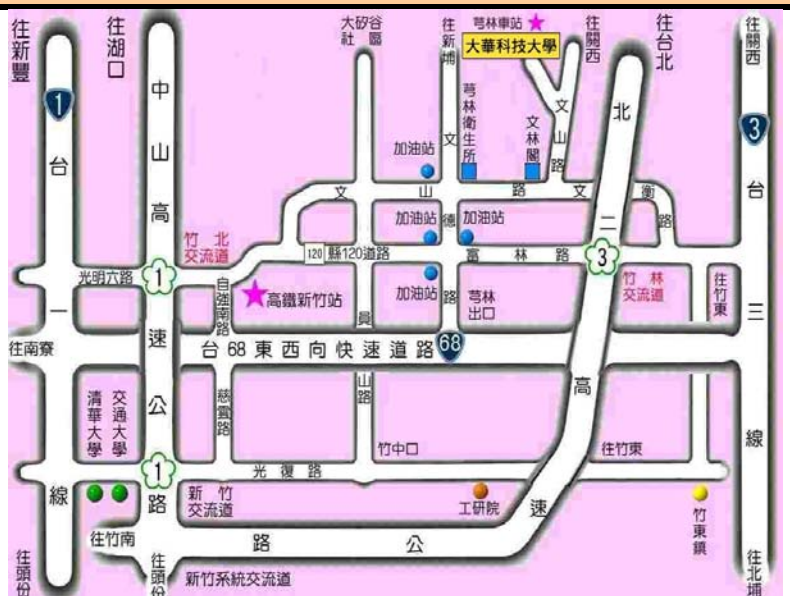 往新豐
往湖口
大矽谷
社區
往新埔
芎林車站
大華科技大學
往關西
往台北
往關西
1
台一線
中山高速公路
北二高速公路
3
台三線
加油站
文德路
芎林衛生所
文林閣
文山路
文山路
文衡路
竹北
交流道
加油站
加油站
120 縣120道路
富林路
光明六路
1
自強南路
高鐵新竹站
加油站
芎林
出口
3
竹林
交流道
往竹東
往南寮
台68東西向快速道路
68
員山路
慈雲路
清華大學
交通大學
竹中口
往竹東
1
光復路
新竹
交流道
工研院
竹東鎮
往竹南
路公
往頭份
往頭份
新竹系統交流道
往北埔